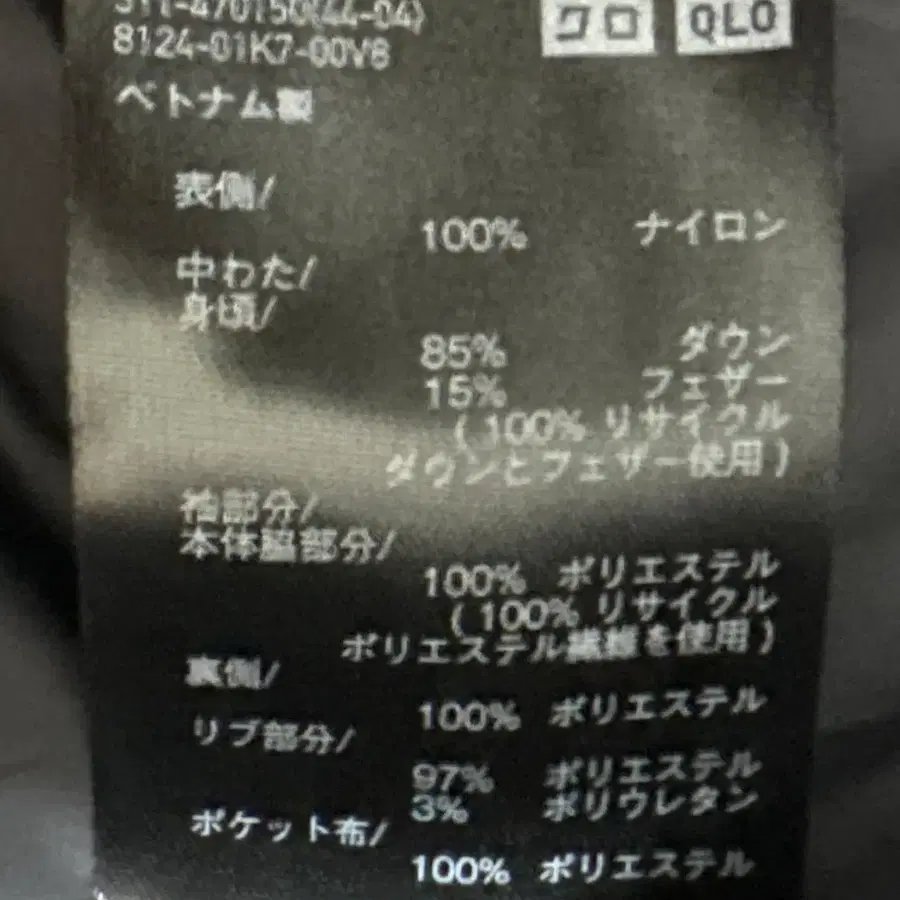 311-470150(44-04)
クロ QLO
8124-01K7-00V8
ベトナム製
表側/
100% ナイロン
中わた/
身頃/
85% ダウン
15% フェザー
(100% リサイクル
ダウンとフェザー使用)
袖部分/
本体脇部分/
100% ポリエステル
(100% リサイクル
ポリエステル繊維を使用)
裏側/
100% ポリエステル
リブ部分/
97% ポリエステル
3% ポリウレタン
ポケット布/
100% ポリエステル